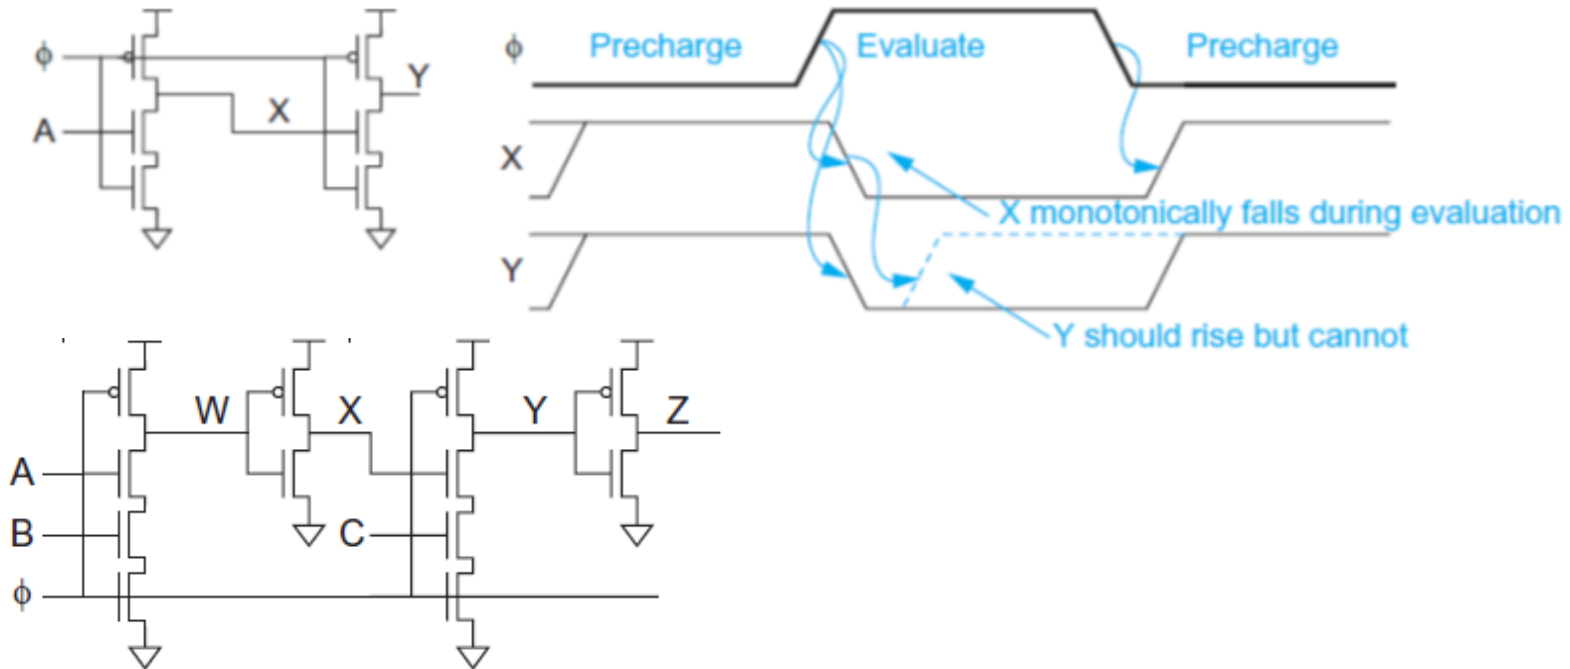 ϕ
A
X
Y
ϕ Precharge Evaluate Precharge
X
X monotonically falls during evaluation
Y
Y should rise but cannot
W X Y Z
A
B C
ϕ